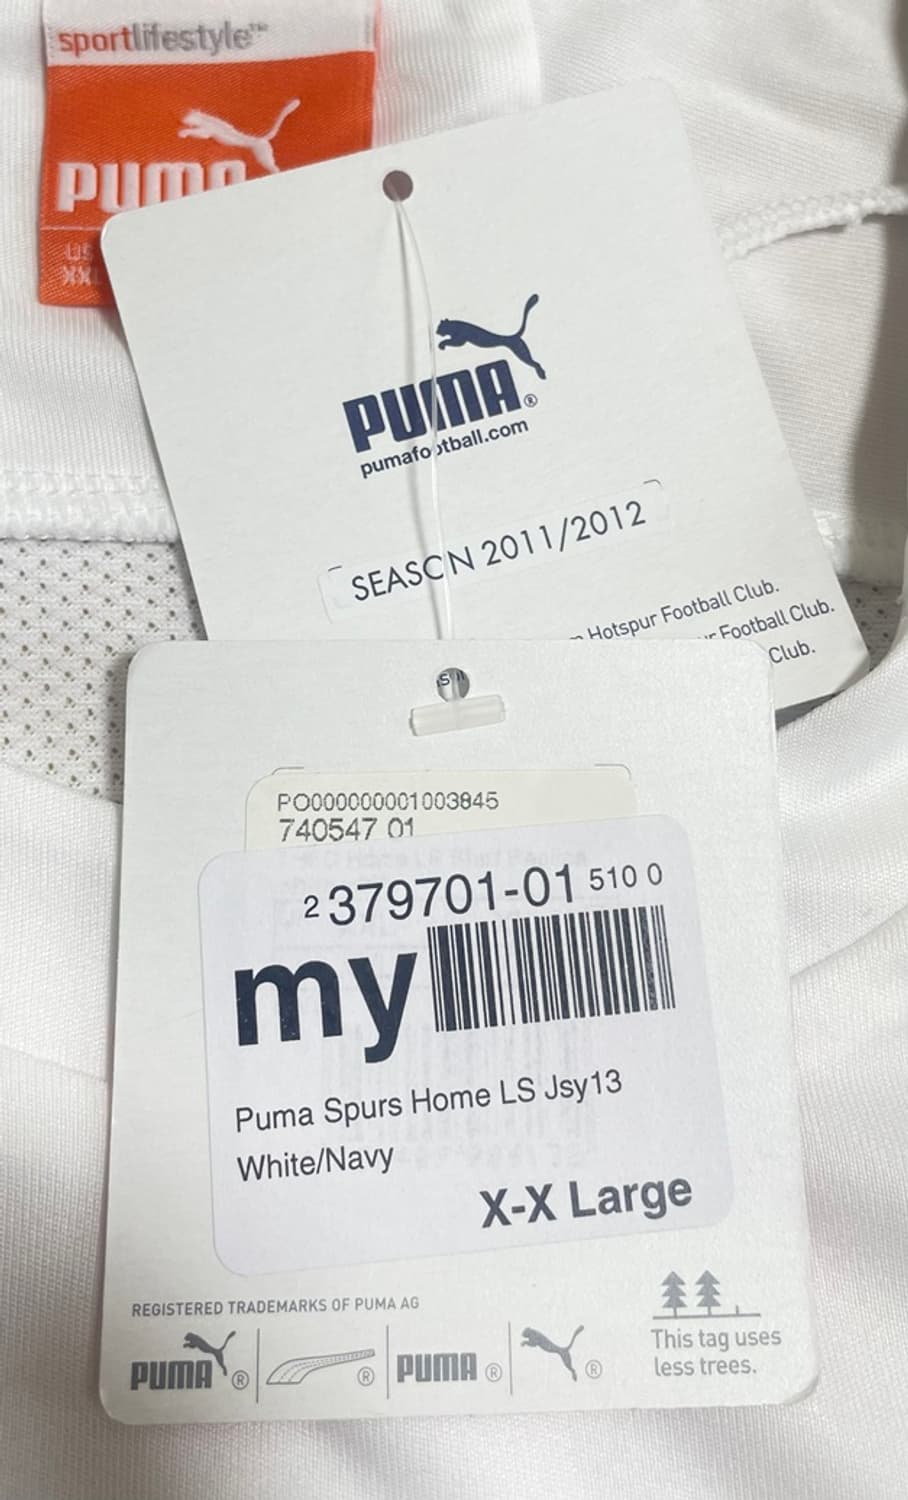 sportlifestyle™
PUMA
US
XXL
PUMA®
pumafootball.com
SEASON 2011/2012
Hotspur Football Club.
Football Club.
Club.
PO000000001003845
740547 01
2 379701-01 510 0
my
Puma Spurs Home LS Jsy13
White/Navy
X-X Large
REGISTERED TRADEMARKS OF PUMA AG
PUMA® ® PUMA® ®
This tag uses
less trees.